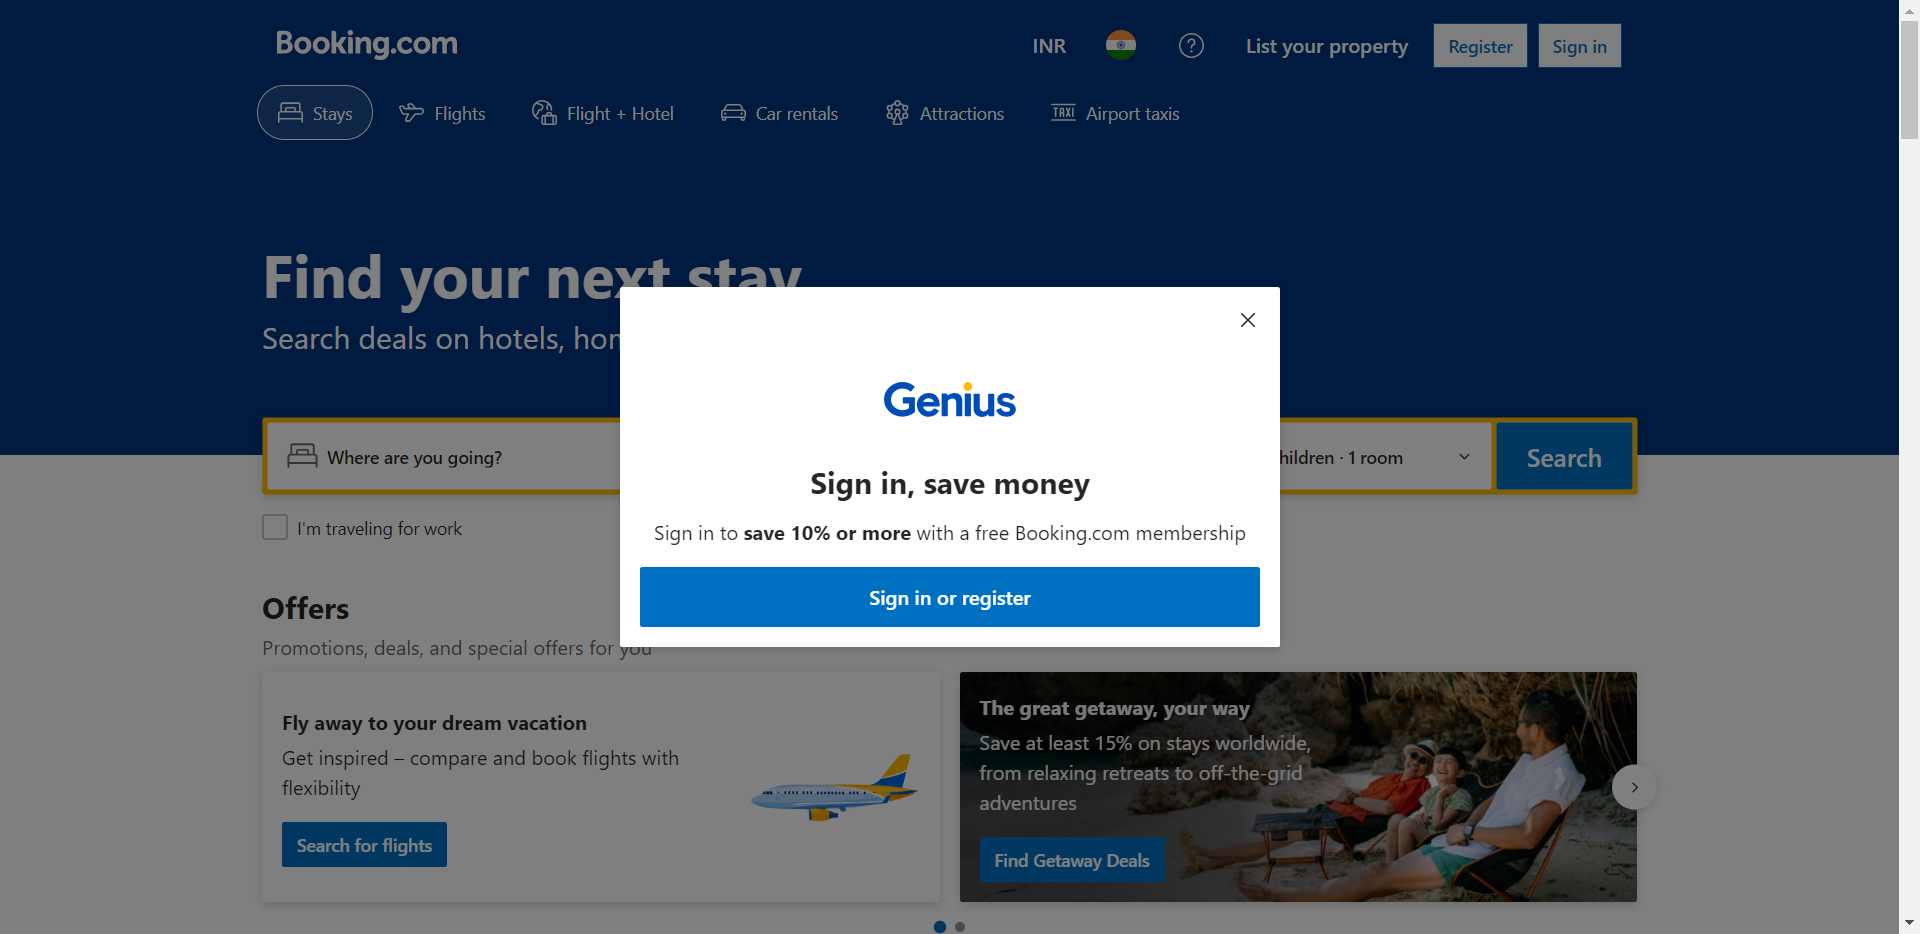 Booking.com
INR
List your property
Register
Sign in
Stays
Flights
Flight + Hotel
Car rentals
Attractions
TAXI
Airport taxis
Find your next stay
Search deals on hotels,
Genius
Sign in, save money
Sign in to save 10% or more with a free Booking.com membership
Sign in or register
Where are you going?
· 1 room
Search
I'm traveling for work
Offers
Promotions, deals, and special offers for you
Fly away to your dream vacation
Get inspired – compare and book flights with
flexibility
Search for flights
The great getaway, your way
Save at least 15% on stays worldwide,
from relaxing retreats to off-the-grid
adventures
Find Getaway Deals